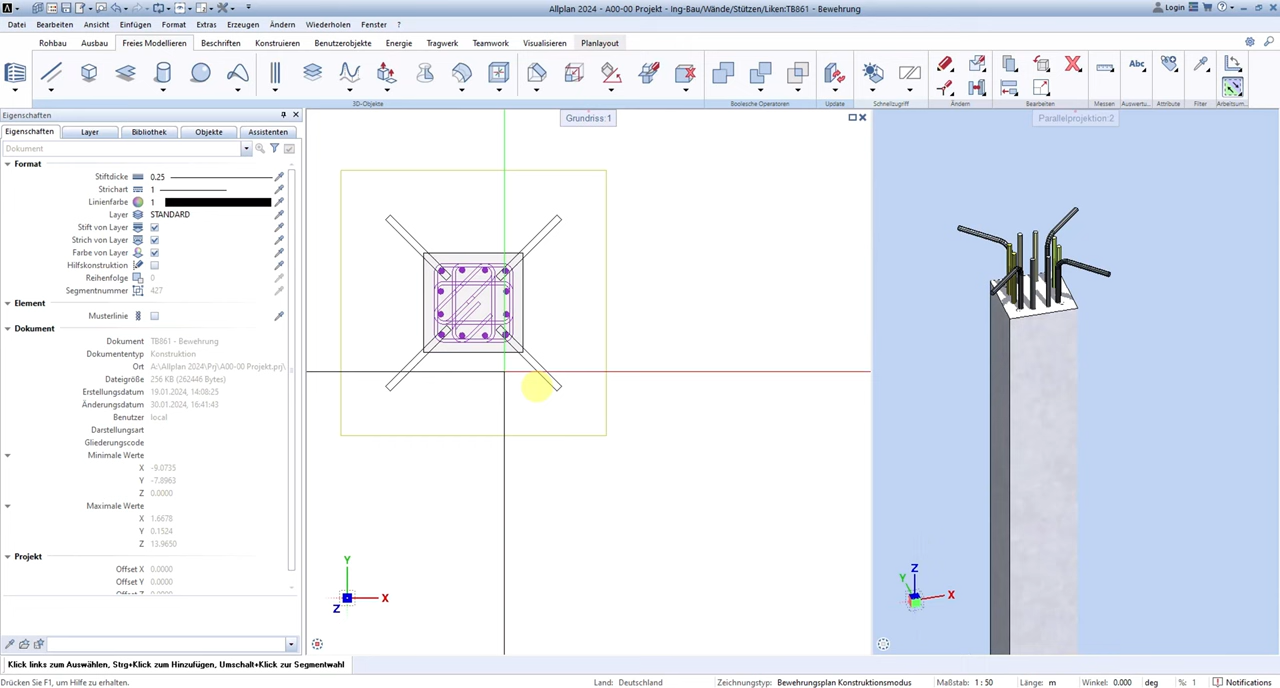 Allplan 2024 - A00-00 Projekt - Ing-Bau/Wände/Stützen/Liken:TB861 - Bewehrung
Login
Datei Bearbeiten Ansicht Einfügen Format Extras Erzeugen Ändern Wiederholen Fenster ?
Rohbau Ausbau Freies Modellieren Beschriften Konstruieren Benutzerobjekte Energie Tragwerk Teamwork Visualisieren Planlayout
Abc
3D-Objekte Boolesche Operatoren Update Schnellzugriff Ändern Bearbeiten Messen Auswertu... Attribute Filter Arbeitsum...
Eigenschaften
Eigenschaften Layer Bibliothek Objekte Assistenten
Dokument
Format
Stiftdicke 0.25
Strichart 1
Linienfarbe 1
Layer STANDARD
Stift von Layer
Strich von Layer
Farbe von Layer
Hilfskonstruktion
Reihenfolge 0
Segmentnummer 427
Element
Musterlinie
Dokument
Dokument TB861 - Bewehrung
Dokumententyp Konstruktion
Ort A:\Allplan 2024\Prj\A00-00 Projekt.prj\
Dateigröße 256 KB (262446 Bytes)
Erstellungsdatum 19.01.2024, 14:08:25
Änderungsdatum 30.01.2024, 16:41:43
Benutzer local
Darstellungsart
Gliederungscode
Minimale Werte
X -9.0735
Y -7.8963
Z 0.0000
Maximale Werte
X 1.6678
Y 0.1524
Z 13.9650
Projekt
Offset X 0.0000
Offset Y 0.0000
Offset Z 0.0000
Grundriss:1
Y
X
Z
Parallelprojektion:2
Z
Y
X
Klick links zum Auswählen, Strg+Klick zum Hinzufügen, Umschalt+Klick zur Segmentwahl
Drücken Sie F1, um Hilfe zu erhalten. Land: Deutschland Zeichnungstyp: Bewehrungsplan Konstruktionsmodus Maßstab: 1 : 50 Länge: m Winkel: 0.000 deg %: 1 Notifications